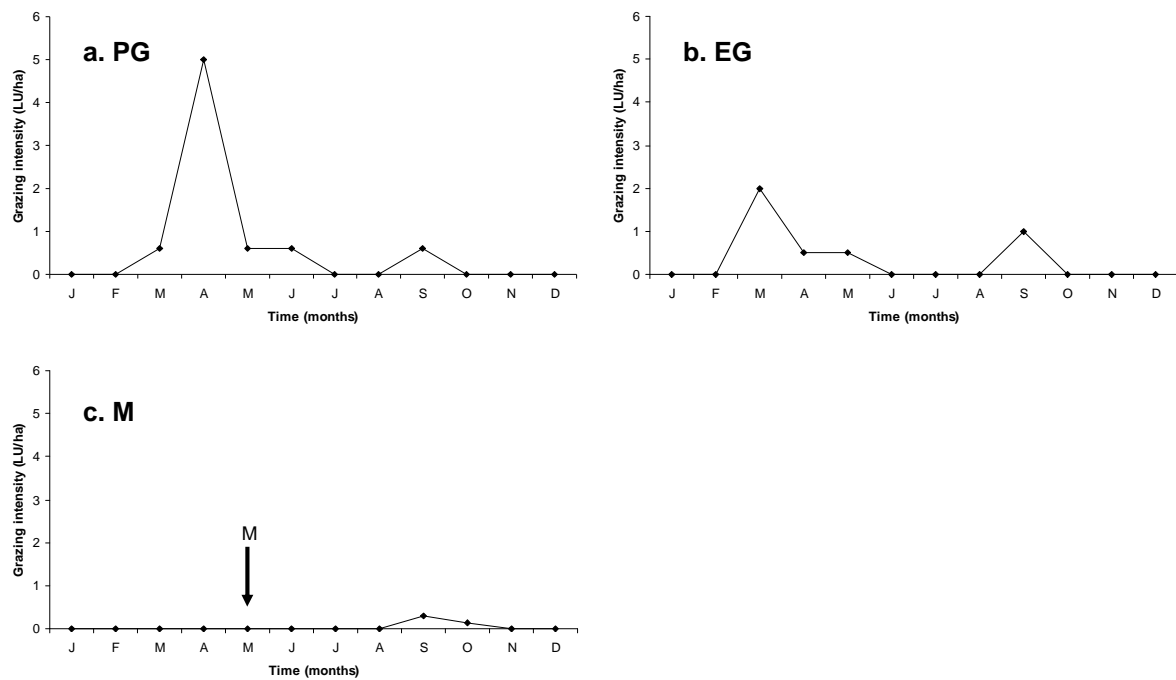 a. PG
Grazing intensity (LU/ha)
6
5
4
3
2
1
0
J F M A M J J A S O N D
Time (months)
b. EG
Grazing intensity (LU/ha)
6
5
4
3
2
1
0
J F M A M J J A S O N D
Time (months)
c. M
Grazing intensity (LU/ha)
6
5
4
3
2
1
0
M
J F M A M J J A S O N D
Time (months)